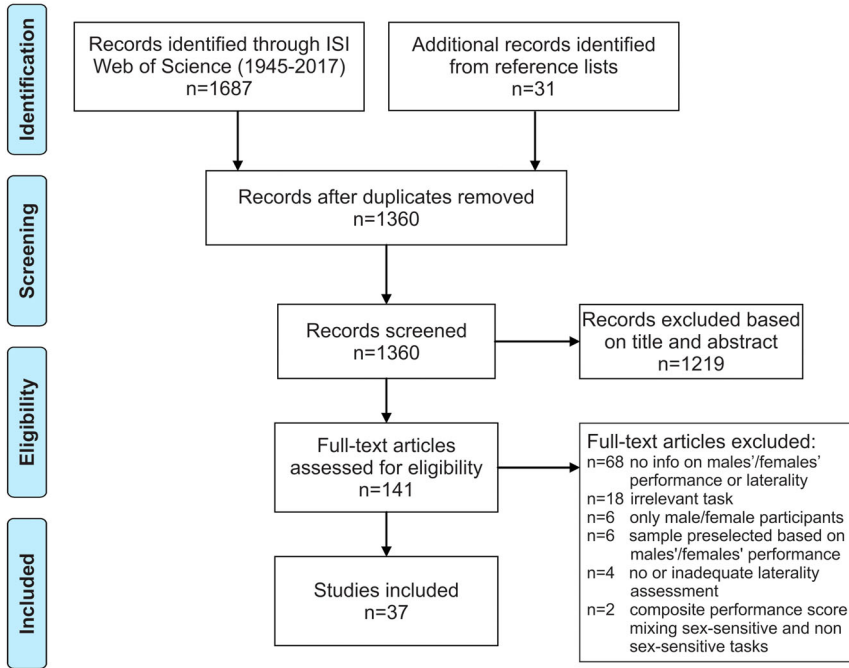 Identification
Records identified through ISI
Web of Science (1945-2017)
n=1687
Additional records identified
from reference lists
n=31
Screening
Records after duplicates removed
n=1360
Records screened
n=1360
Records excluded based
on title and abstract
n=1219
Eligibility
Full-text articles
assessed for eligibility
n=141
Full-text articles excluded:
n=68 no info on males'/females'
performance or laterality
n=18 irrelevant task
n=6 only male/female participants
n=6 sample preselected based on
males'/females' performance
n=4 no or inadequate laterality
assessment
n=2 composite performance score
mixing sex-sensitive and non
sex-sensitive tasks
Included
Studies included
n=37